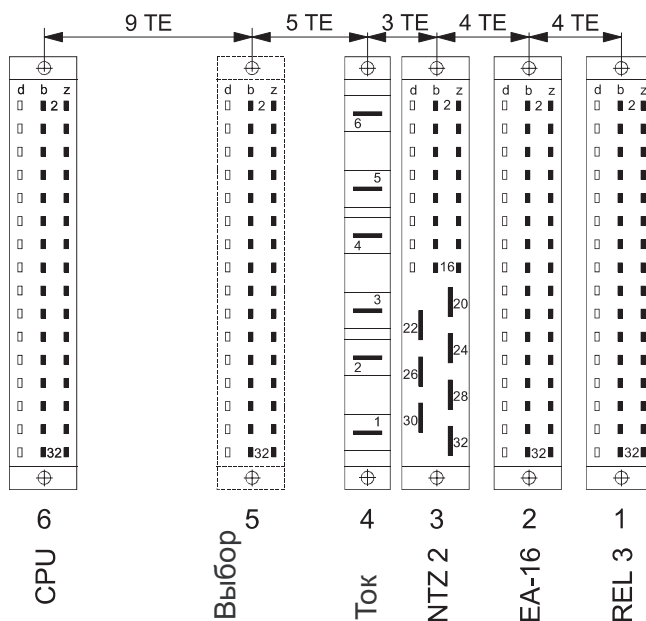 9 TE 5 TE 3 TE 4 TE 4 TE
d b z d b z d b z d b z d b z
2 2 6 2 2 2
5
4
16
3 20
22
2 24
26
28
1 30
32 32 32 32 32
6 5 4 3 2 1
CPU Выбор Ток NTZ 2 EA-16 REL 3